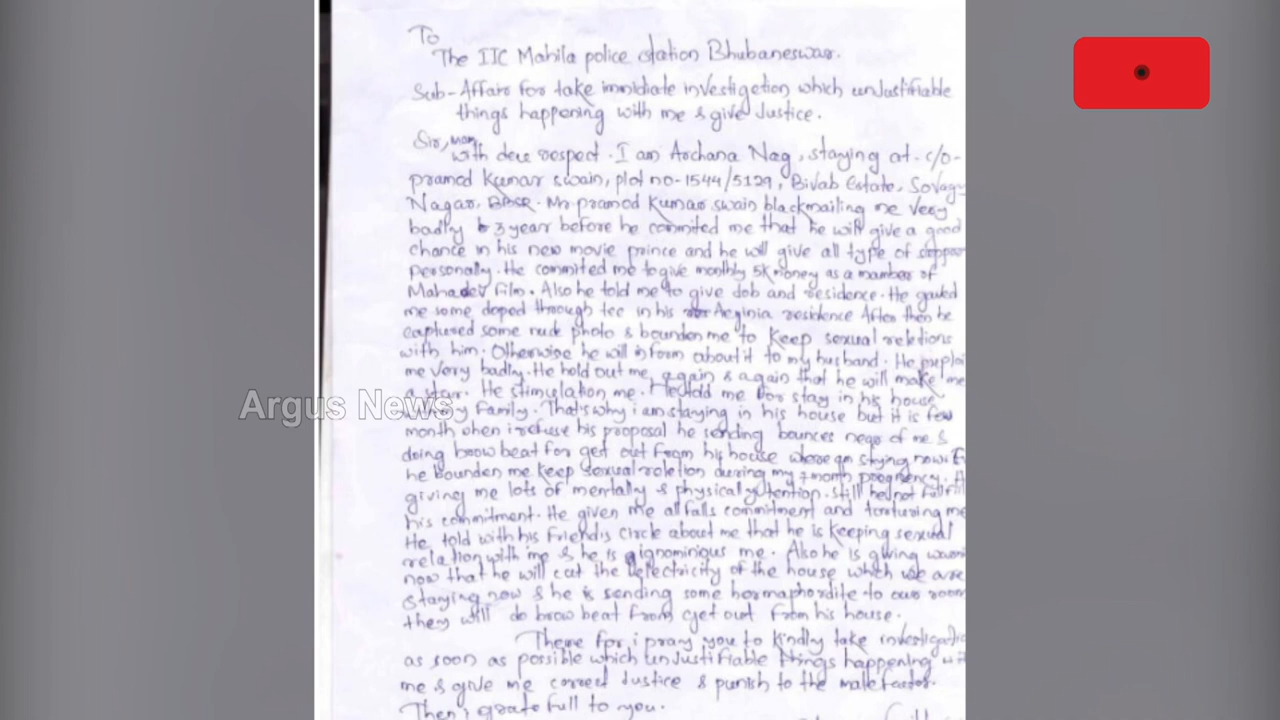 To
The IIC Mahila police station Bhubaneswar.
Sub-Affairs for take immidiate investigetion which unJustifiable
things happening with me & give Justice.
Sir, Mam
with deue respect. I am Archana Nag, staying at- c/o-
pramod Kumar swain, plot no-1544/5129, Bivab Estate,
Nagar, . Mr pramod Kumar swain blackmailing me very
badly 3 year before he commited me that he will give a good
chance in his new movie prince and he will give all type of
personally. He commited me to give monthly 5K money as a mamber of
Mahadev Film. Also he told me to give Job and residence. He
me some doped through tee in his Aeginia residence After then he
captured some nude photo & bounden me to keep sexual reletions
with him. Otherwise he will inform about it to my husband. He
me very badly. He hold out me again & again that he will make me
a star. He stimulation me. He told me for stay in his house
Family. That's why i am staying in his house but it is few
month when i refuse his proposal he sending bounces near of me &
doing brow beat for get out from his house where am staying now.
he bounden me keep sexual reletion during my 7 month pregnency.
giving me lots of mentally & physically tention. still he not
his commitment. He given me all falls commitment and torturing me
He told with his Friends circle about me that he is keeping sexual
relation with me & he is ignominious me. Also he is giving
now that he will cut the electricity of the house which we are
staying now & he is sending some hermaphordite to our room
they will do brow beat from get out from his house.
There for i pray you to kindly take
as soon as possible which unJustifiable things happening
me & give me correct Justice & punish to the malefactor.
Then i gratefull to you.
Argus News